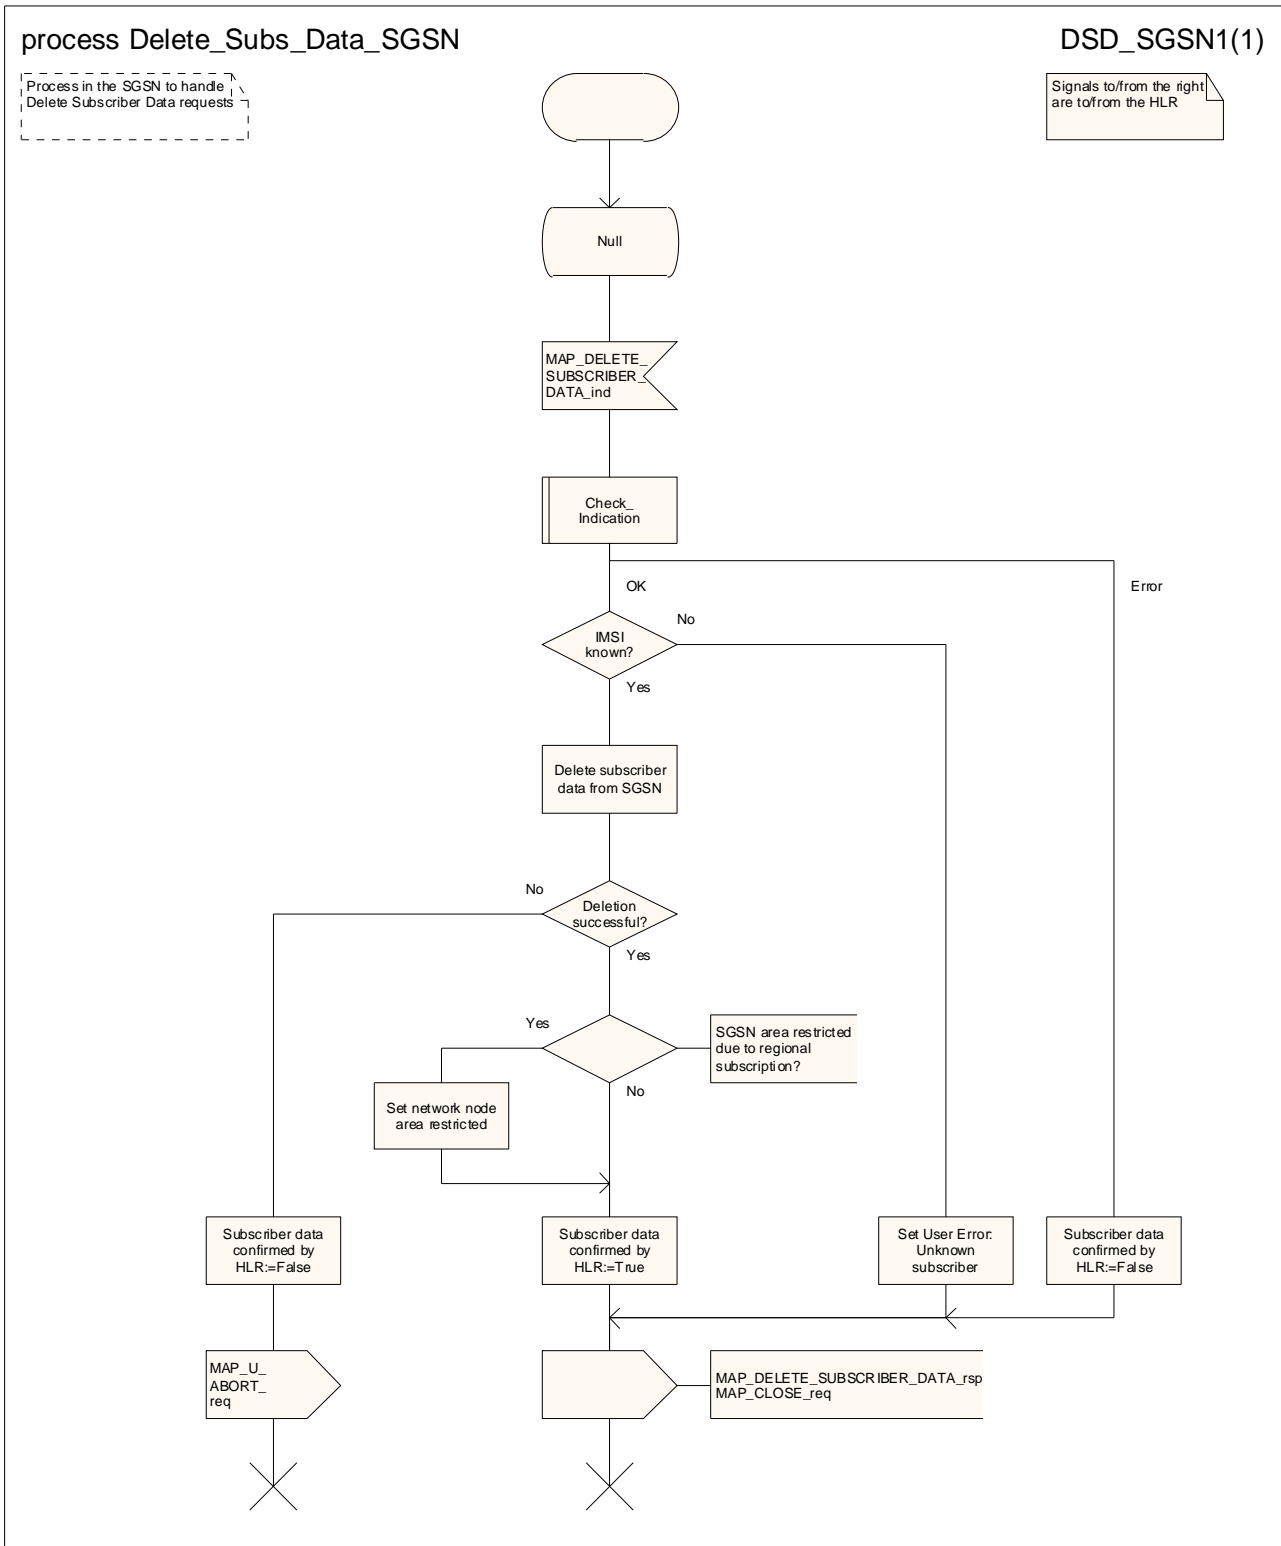 process Delete_Subs_Data_SGSN
DSD_SGSN1(1)
Process in the SGSN to handle
Delete Subscriber Data requests
Signals to/from the right
are to/from the HLR
Null
MAP_DELETE_
SUBSCRIBER_
DATA_ind
Check_
Indication
OK
Error
IMSI
known?
No
Yes
Delete subscriber
data from SGSN
No
Deletion
successful?
Yes
Yes
SGSN area restricted
due to regional
subscription?
No
Set network node
area restricted
Subscriber data
confirmed by
HLR:=False
Subscriber data
confirmed by
HLR:=True
Set User Error:
Unknown
subscriber
Subscriber data
confirmed by
HLR:=False
MAP_U_
ABORT_
req
MAP_DELETE_SUBSCRIBER_DATA_rsp
MAP_CLOSE_req